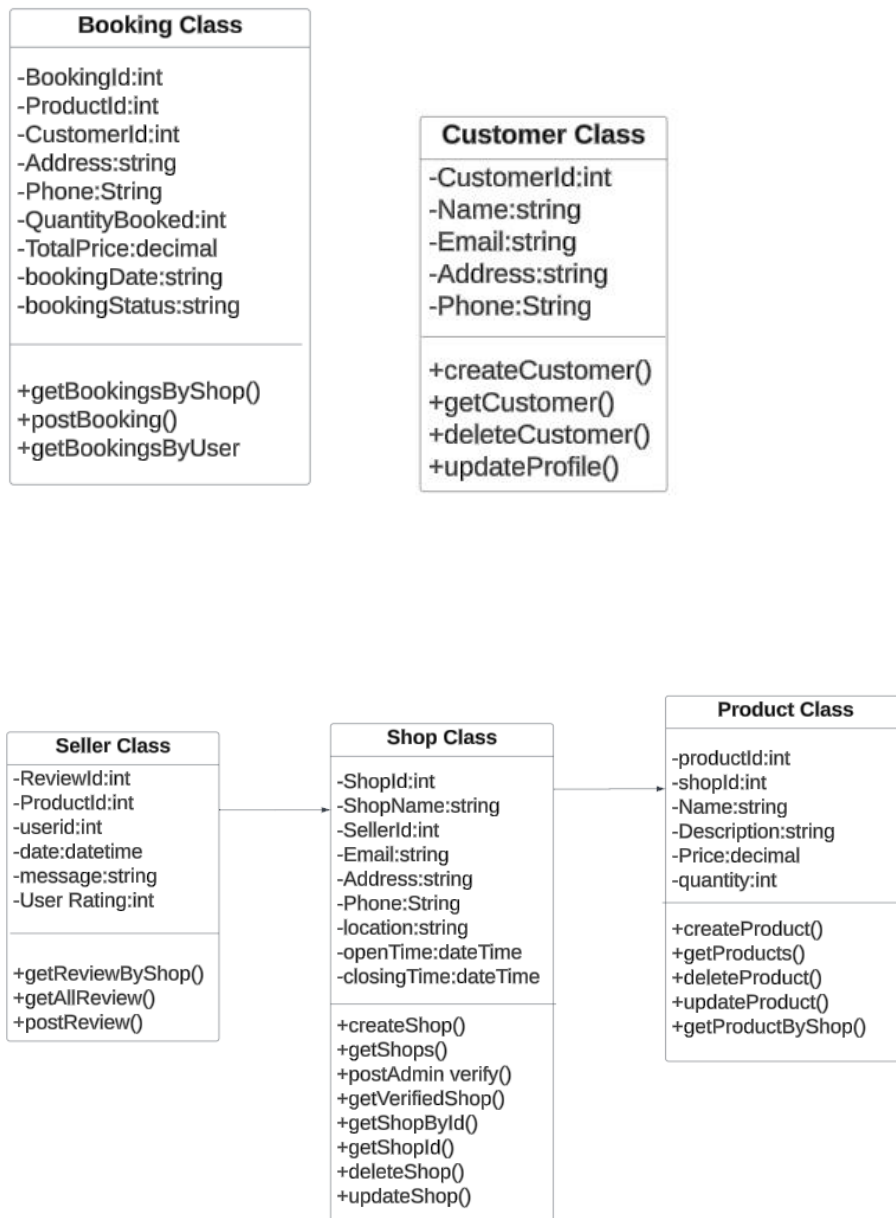 Booking Class
-BookingId:int
-ProductId:int
-CustomerId:int
-Address:string
-Phone:String
-QuantityBooked:int
-TotalPrice:decimal
-bookingDate:string
-bookingStatus:string
+getBookingsByShop()
+postBooking()
+getBookingsByUser
Customer Class
-CustomerId:int
-Name:string
-Email:string
-Address:string
-Phone:String
+createCustomer()
+getCustomer()
+deleteCustomer()
+updateProfile()
Seller Class
-ReviewId:int
-ProductId:int
-userid:int
-date:datetime
-message:string
-User Rating:int
+getReviewByShop()
+getAllReview()
+postReview()
Shop Class
-ShopId:int
-ShopName:string
-SellerId:int
-Email:string
-Address:string
-Phone:String
-location:string
-openTime:dateTime
-closingTime:dateTime
+createShop()
+getShops()
+postAdmin verify()
+getVerifiedShop()
+getShopById()
+getShopId()
+deleteShop()
+updateShop()
Product Class
-productId:int
-shopId:int
-Name:string
-Description:string
-Price:decimal
-quantity:int
+createProduct()
+getProducts()
+deleteProduct()
+updateProduct()
+getProductByShop()